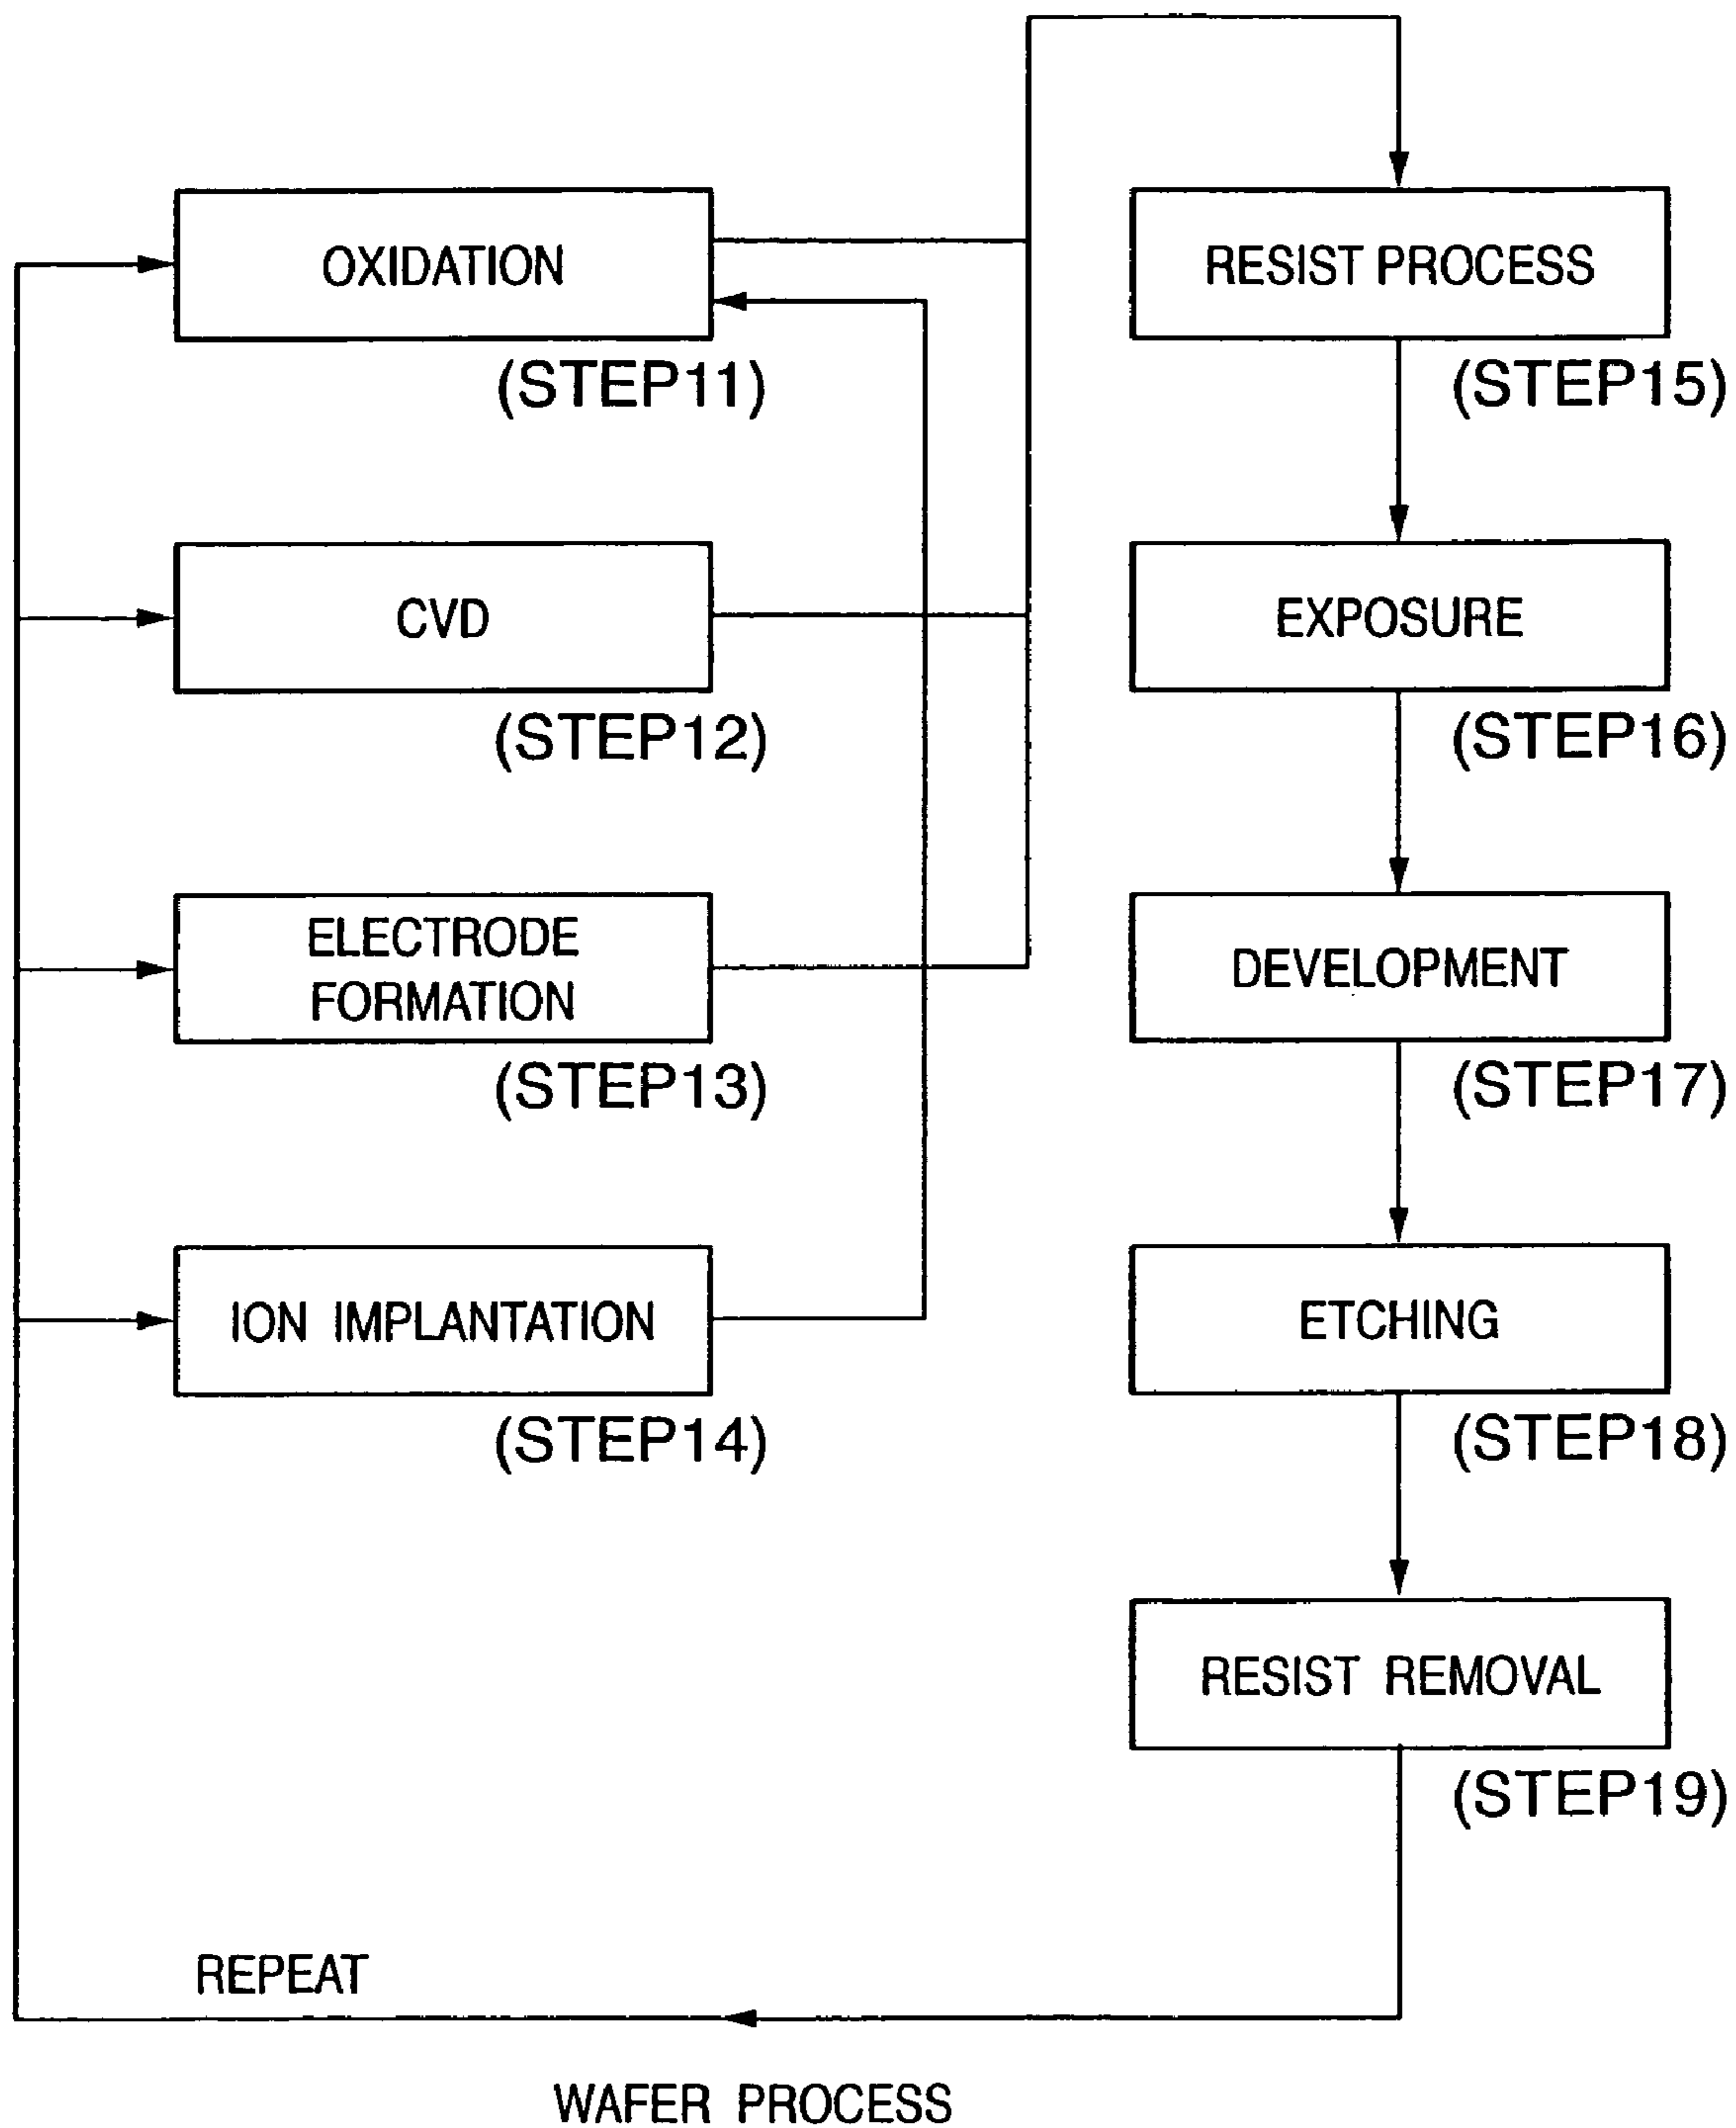 OXIDATION
(STEP11)
CVD
(STEP12)
ELECTRODE
FORMATION
(STEP13)
ION IMPLANTATION
(STEP14)
RESIST PROCESS
(STEP15)
EXPOSURE
(STEP16)
DEVELOPMENT
(STEP17)
ETCHING
(STEP18)
RESIST REMOVAL
(STEP19)
REPEAT
WAFER PROCESS